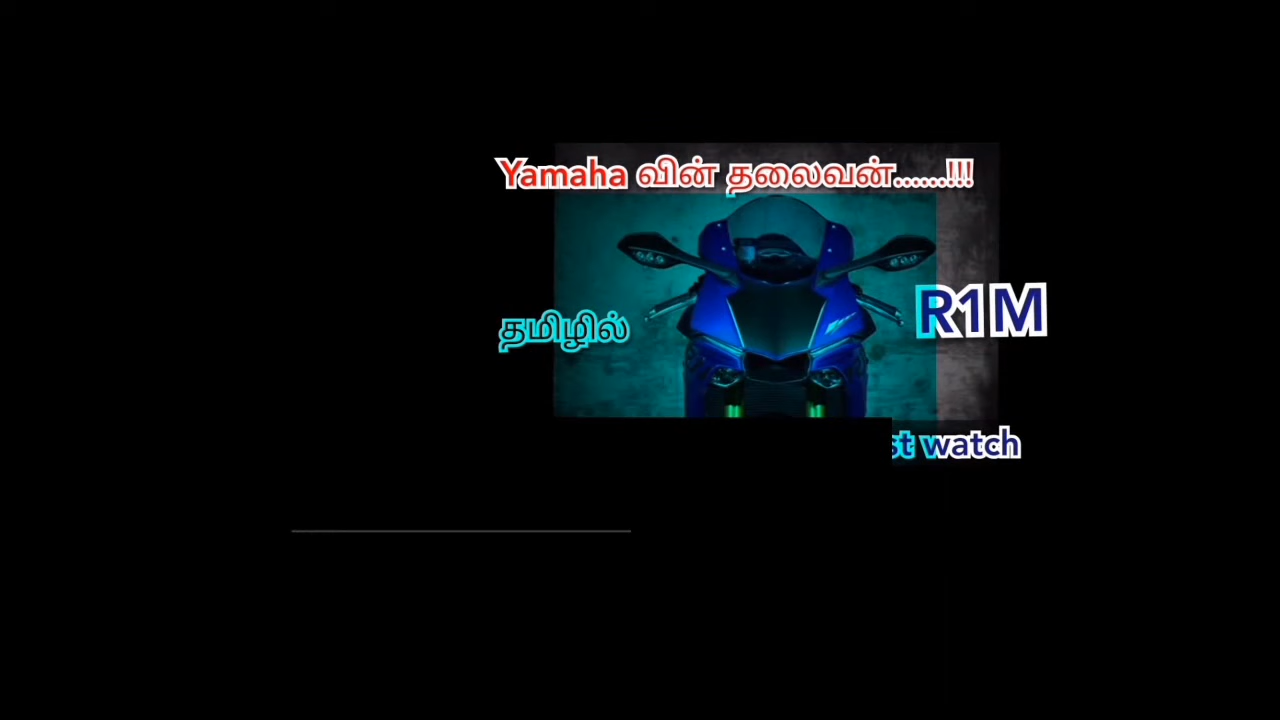 Yamaha வின் தலைவன்......!!!
தமிழில்
R1M
watch